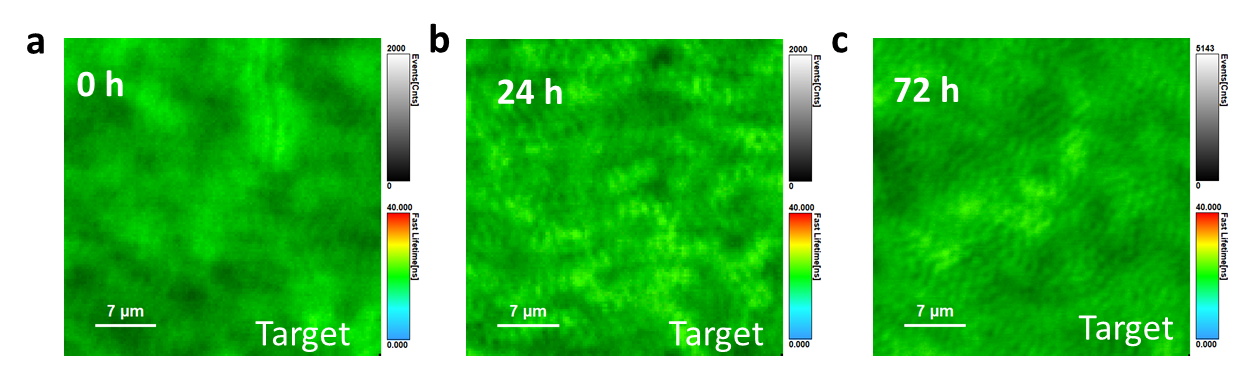 a
0 h
7 µm
Target
2000
Events[Cnts]
0
40.000
Fast Lifetime[ns]
0.000
b
24 h
7 µm
Target
2000
Events[Cnts]
0
40.000
Fast Lifetime[ns]
0.000
c
72 h
7 µm
Target
5143
Events[Cnts]
0
40.000
Fast Lifetime[ns]
0.000